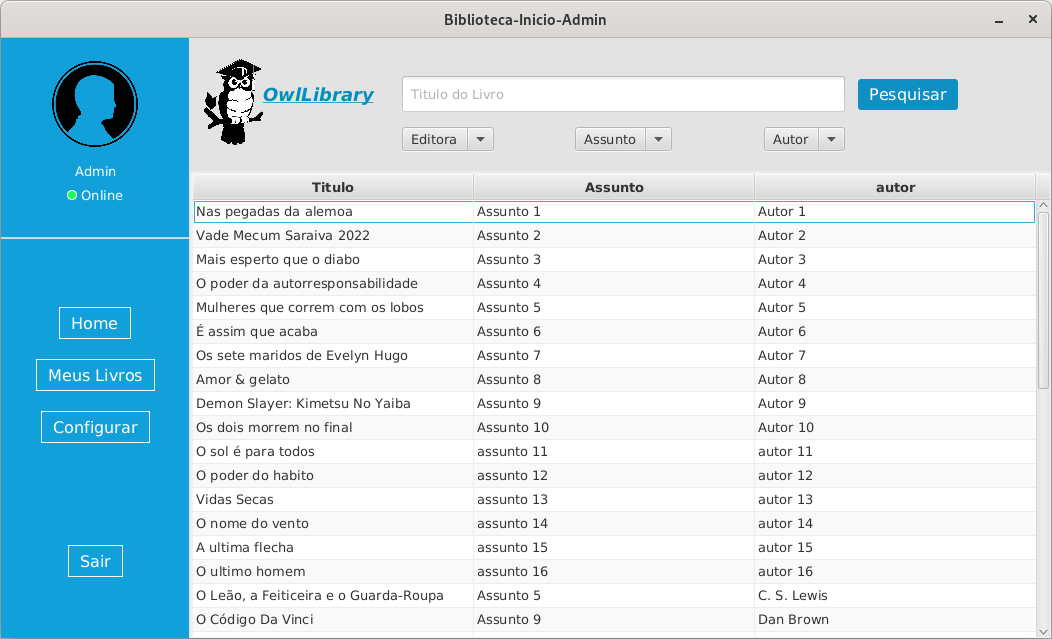 Biblioteca-Inicio-Admin
Admin
Online
Home
Meus Livros
Configurar
Sair
OwlLibrary
Titulo do Livro
Pesquisar
Editora
Assunto
Autor
Titulo Assunto autor
Nas pegadas da alemoa Assunto 1 Autor 1
Vade Mecum Saraiva 2022 Assunto 2 Autor 2
Mais esperto que o diabo Assunto 3 Autor 3
O poder da autorresponsabilidade Assunto 4 Autor 4
Mulheres que correm com os lobos Assunto 5 Autor 5
É assim que acaba Assunto 6 Autor 6
Os sete maridos de Evelyn Hugo Assunto 7 Autor 7
Amor & gelato Assunto 8 Autor 8
Demon Slayer: Kimetsu No Yaiba Assunto 9 Autor 9
Os dois morrem no final Assunto 10 Autor 10
O sol é para todos assunto 11 autor 11
O poder do habito assunto 12 autor 12
Vidas Secas assunto 13 autor 13
O nome do vento assunto 14 autor 14
A ultima flecha assunto 15 autor 15
O ultimo homem assunto 16 autor 16
O Leão, a Feiticeira e o Guarda-Roupa Assunto 5 C. S. Lewis
O Código Da Vinci Assunto 9 Dan Brown